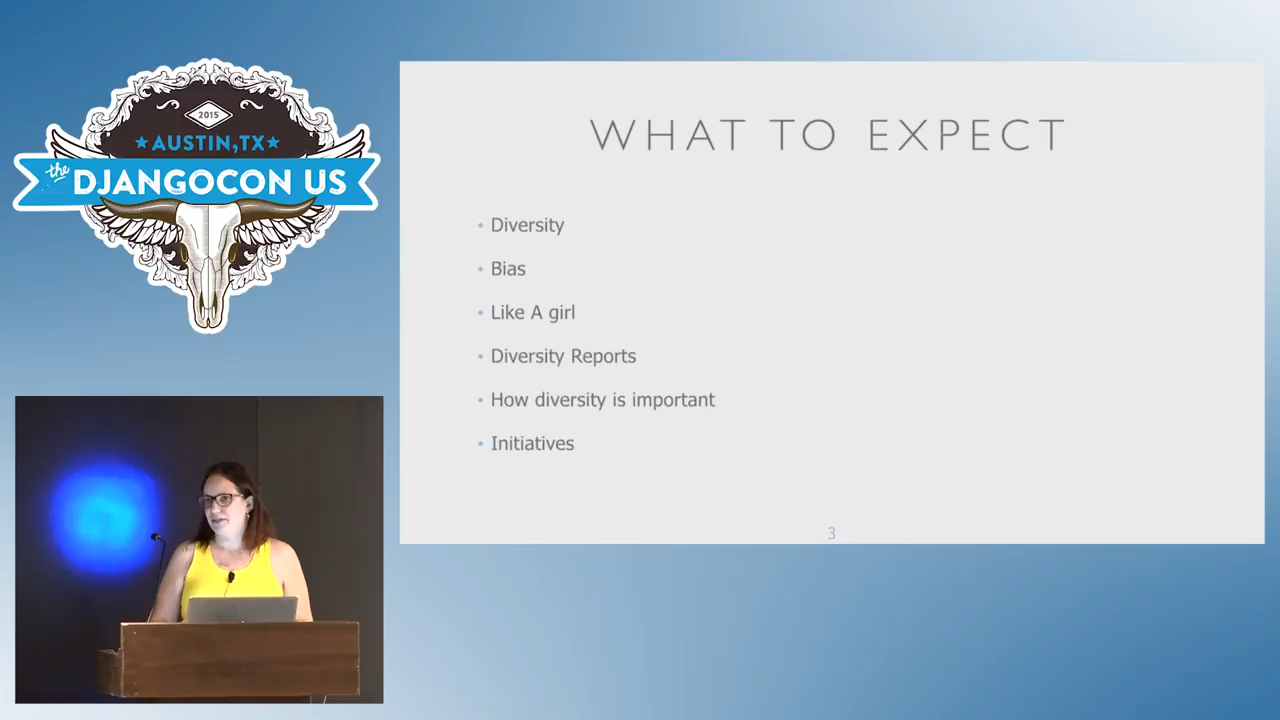 2015
AUSTIN,TX
the
DJANGOCON US
WHAT TO EXPECT
• Diversity
• Bias
• Like A girl
• Diversity Reports
• How diversity is important
• Initiatives
3